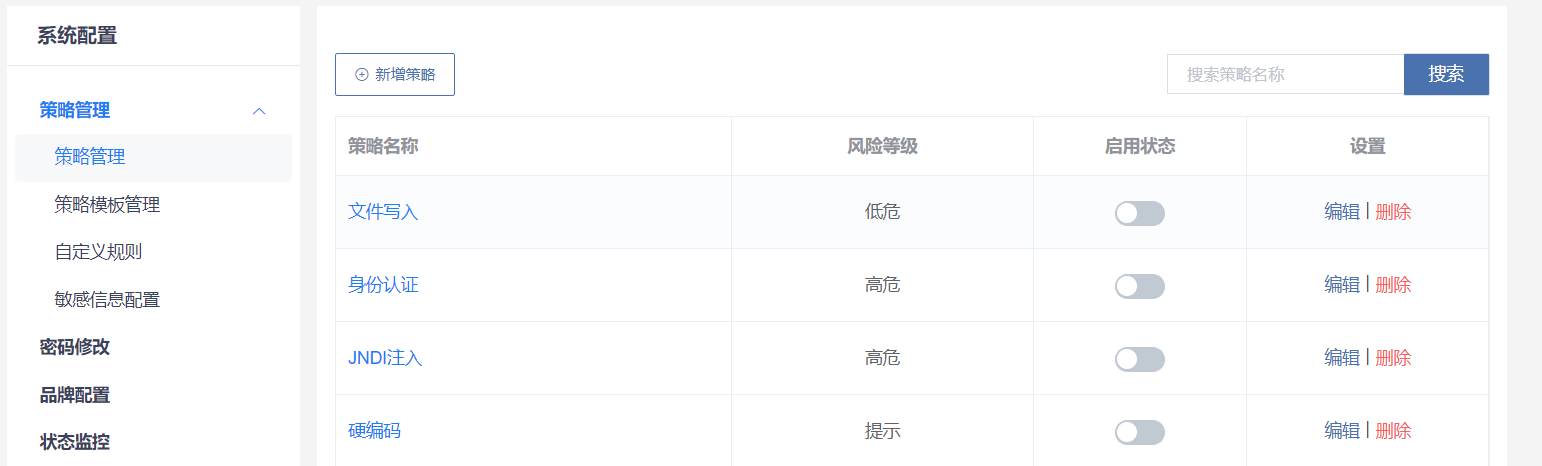 系统配置
策略管理
策略管理
策略模板管理
自定义规则
敏感信息配置
密码修改
品牌配置
状态监控
新增策略
搜索策略名称 搜索
策略名称 风险等级 启用状态 设置
文件写入 低危 编辑 | 删除
身份认证 高危 编辑 | 删除
JNDI注入 高危 编辑 | 删除
硬编码 提示 编辑 | 删除